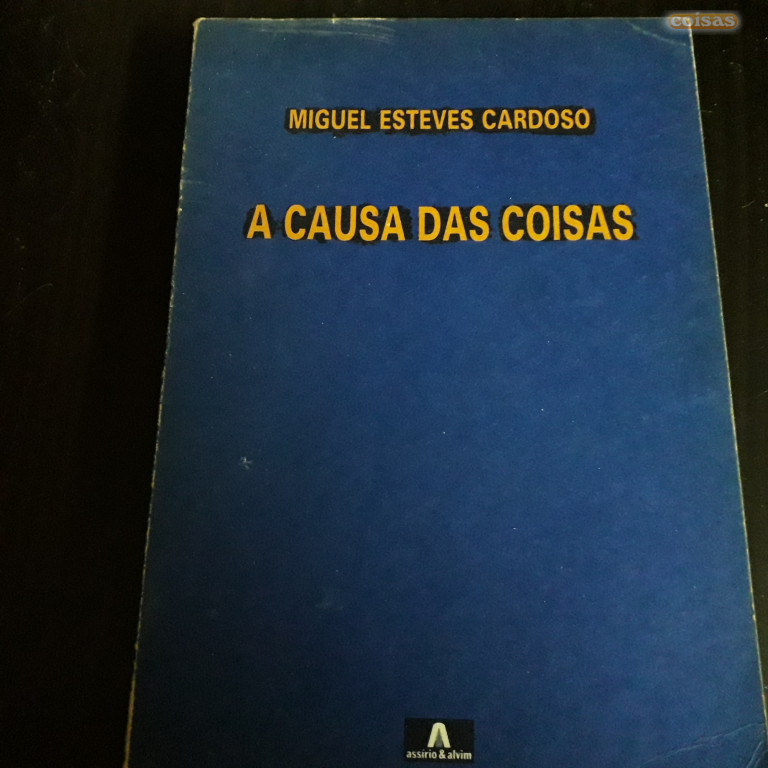 coisas
MIGUEL ESTEVES CARDOSO
A CAUSA DAS COISAS
A
assírio & alvim